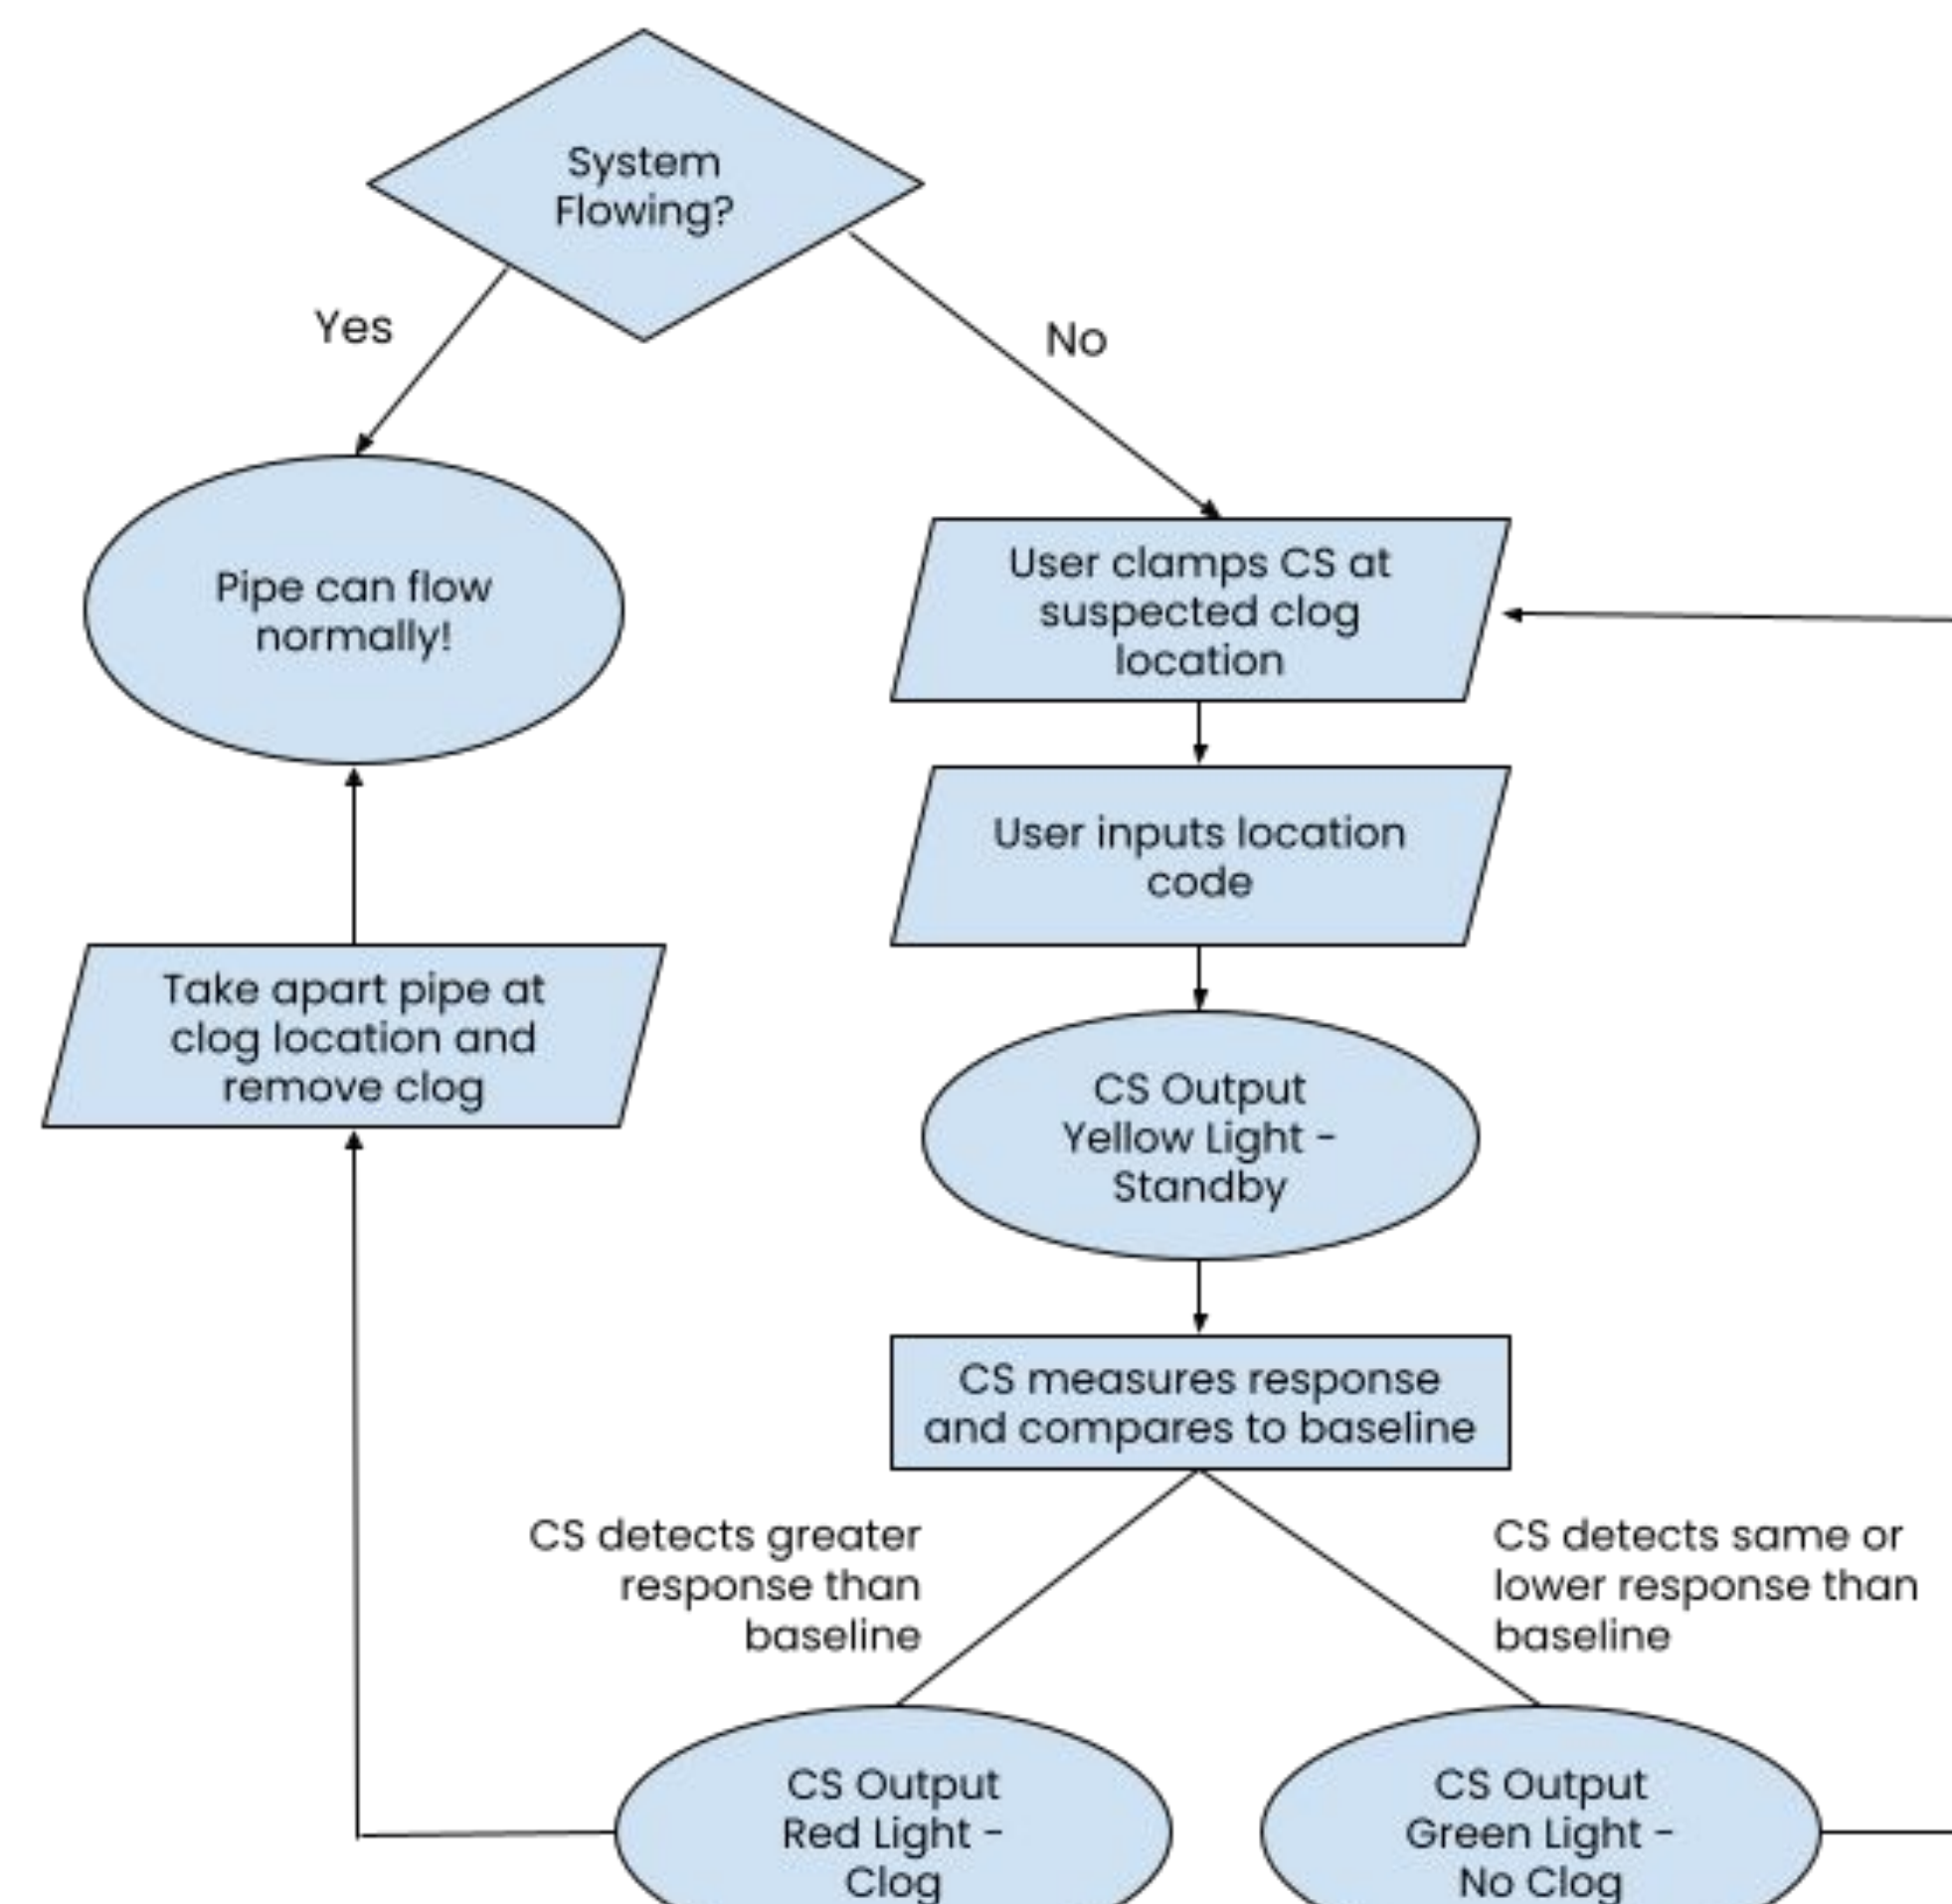 System
Flowing?
Yes
No
Pipe can flow
normally!
User clamps CS at
suspected clog
location
User inputs location
code
Take apart pipe at
clog location and
remove clog
CS Output
Yellow Light -
Standby
CS measures response
and compares to baseline
CS detects greater
response than
baseline
CS detects same or
lower response than
baseline
CS Output
Red Light -
Clog
CS Output
Green Light -
No Clog